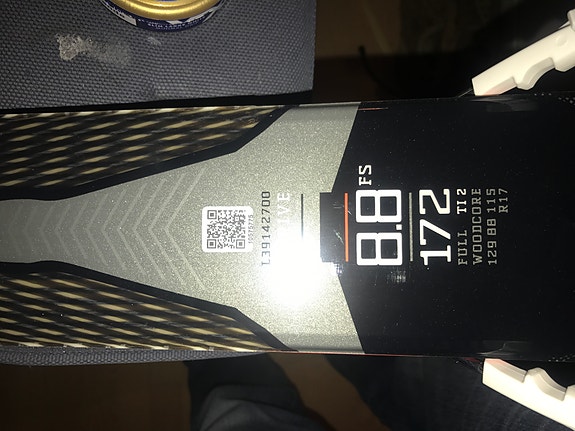 139142700
8.8 FS
172
FULL TI 2
WOODCORE
129 88 115
R17